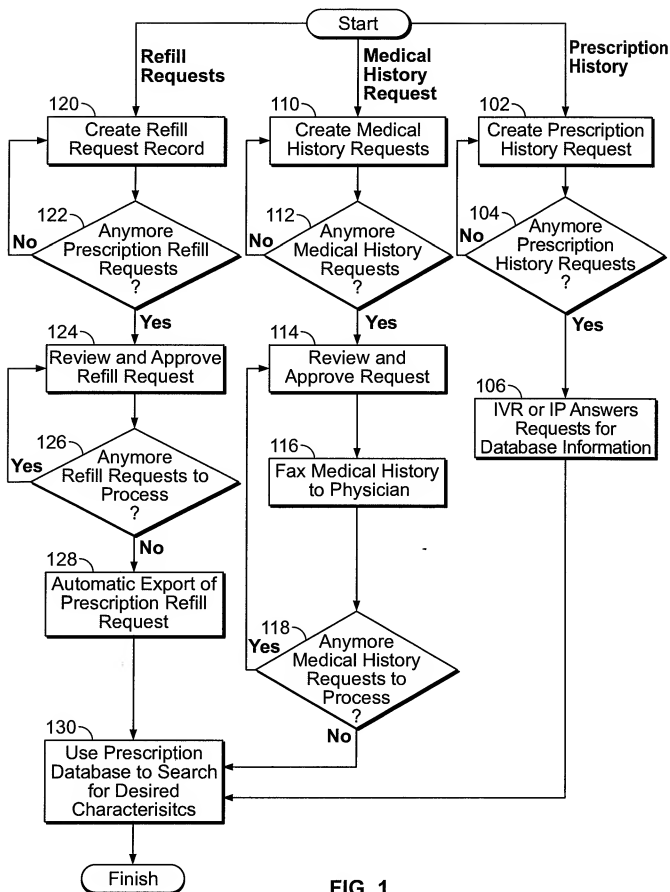 Start
Refill
Requests
Medical
History
Request
Prescription
History
120
Create Refill
Request Record
110
Create Medical
History Requests
102
Create Prescription
History Request
122
Anymore
Prescription Refill
Requests
?
No
Yes
112
Anymore
Medical History
Requests
?
No
Yes
104
Anymore
Prescription
History Requests
?
No
Yes
124
Review and Approve
Refill Request
114
Review and
Approve Request
106
IVR or IP Answers
Requests for
Database Information
126
Anymore
Refill Requests to
Process
?
Yes
No
116
Fax Medical History
to Physician
128
Automatic Export of
Prescription Refill
Request
118
Anymore
Medical History
Requests to
Process
?
Yes
No
130
Use Prescription
Database to Search
for Desired
Characterisitcs
Finish
FIG. 1